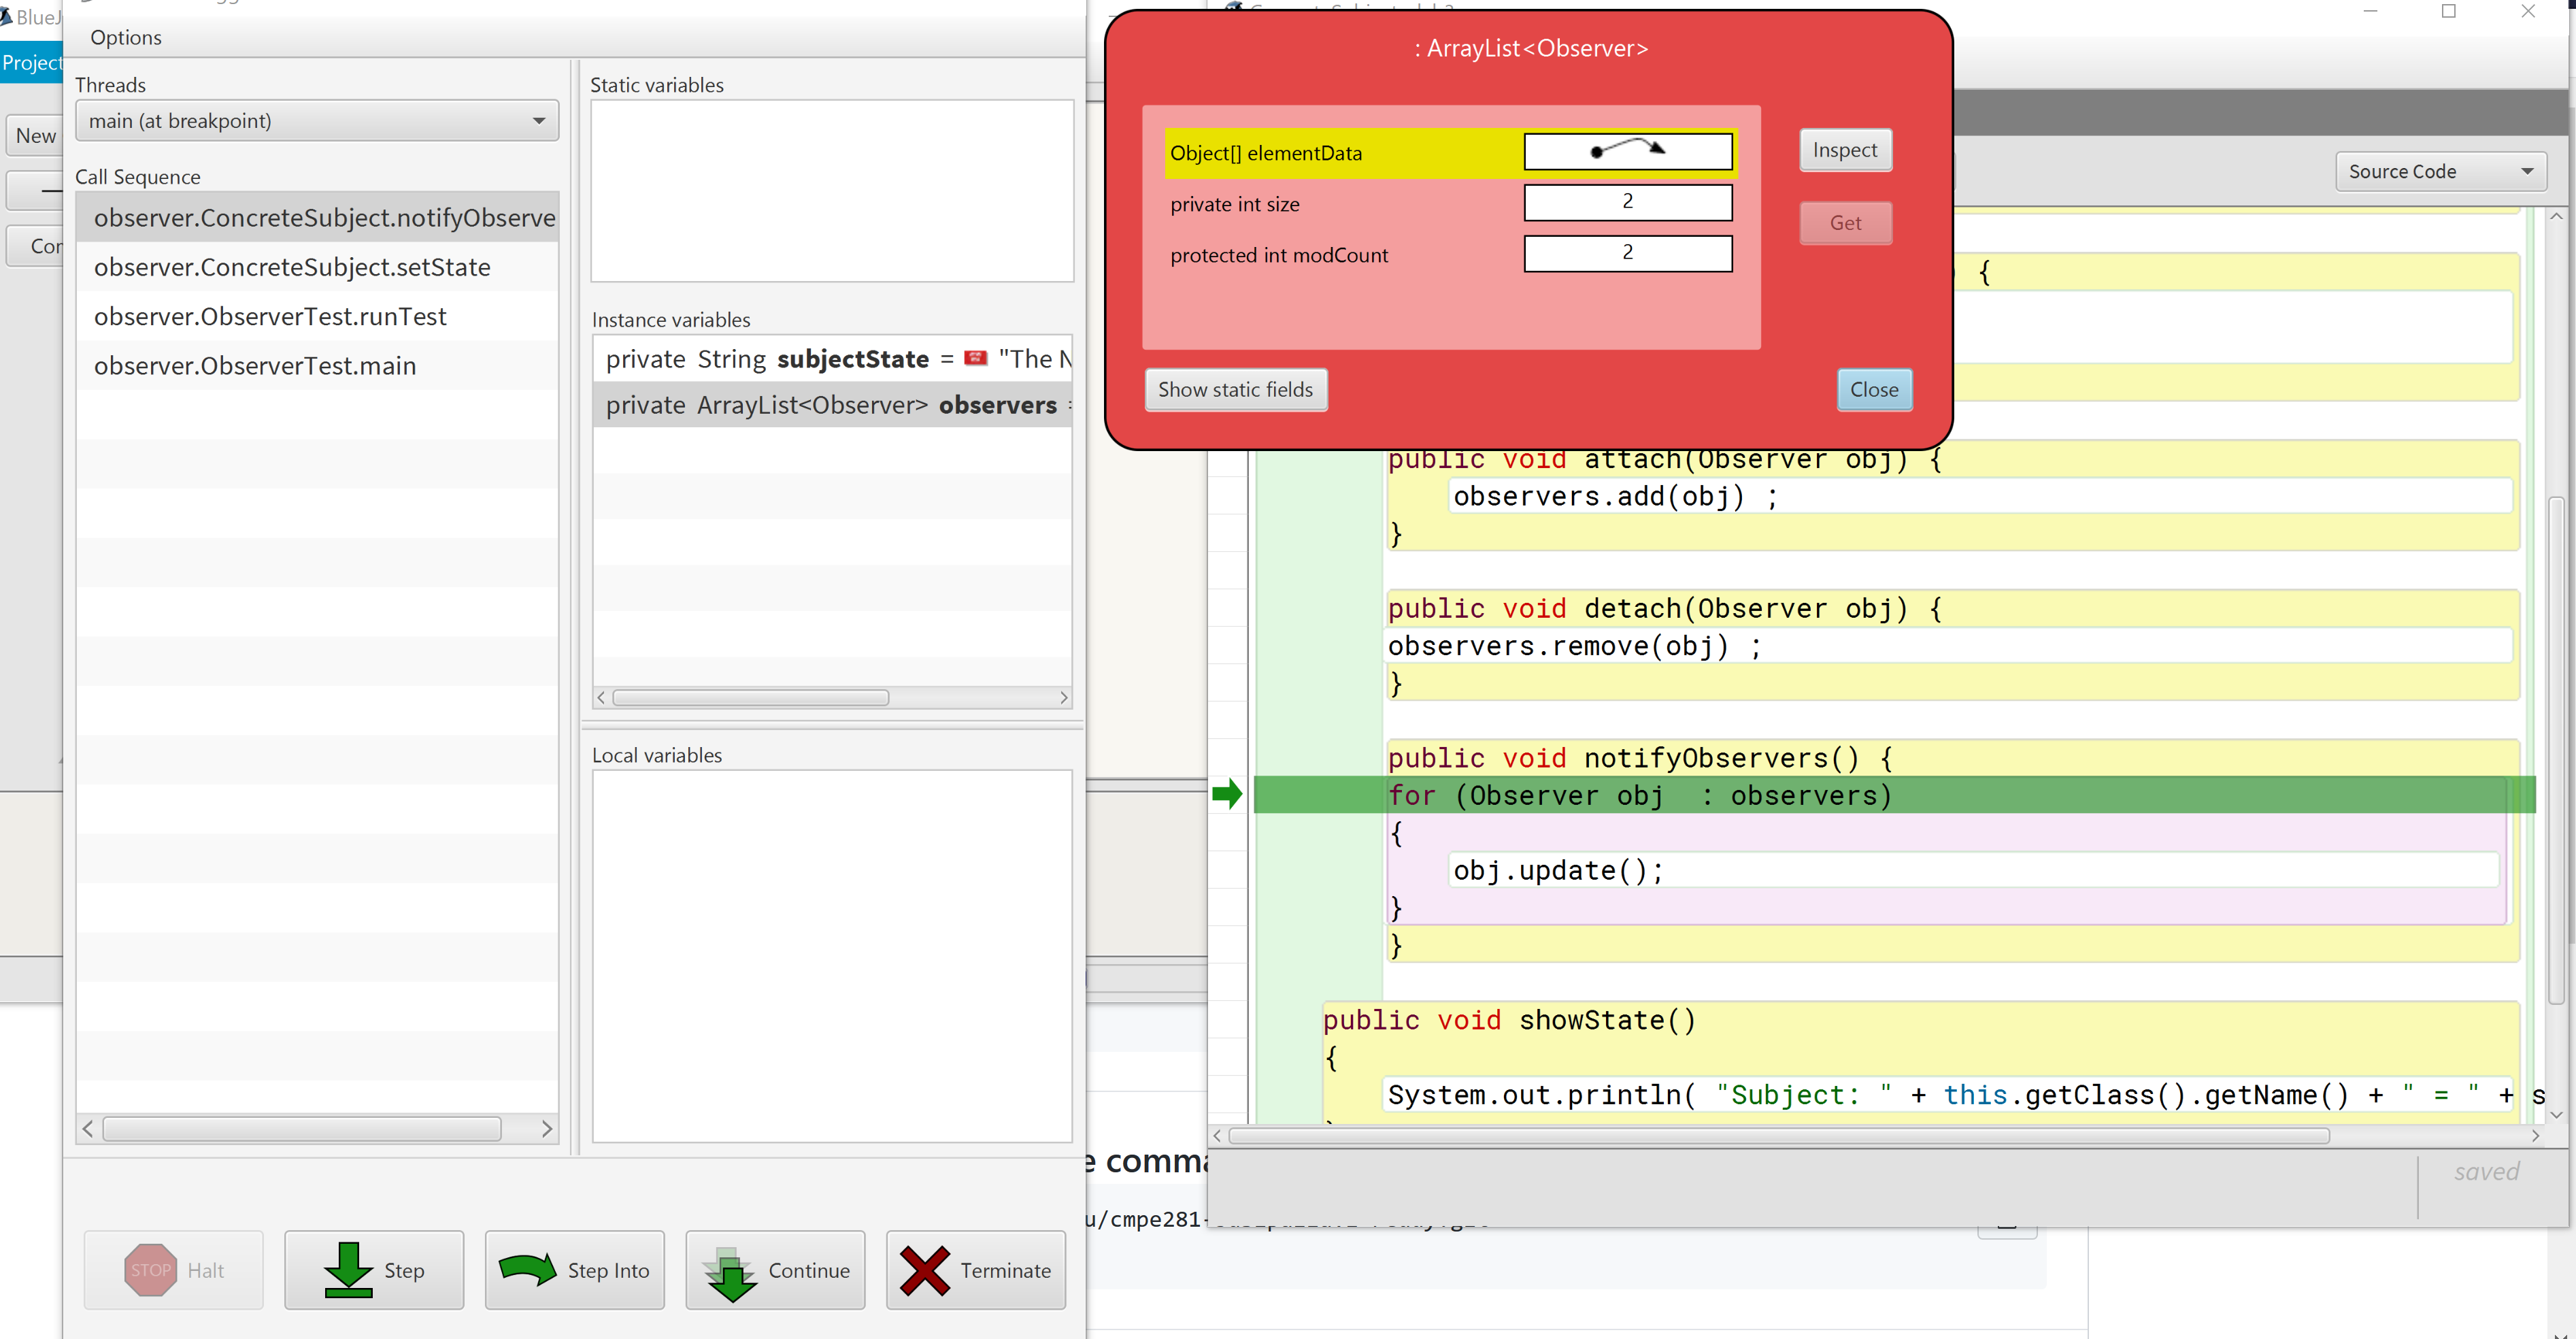 BlueJ
Project
New
Cor
Options
Threads
main (at breakpoint)
Call Sequence
observer.ConcreteSubject.notifyObserve
observer.ConcreteSubject.setState
observer.ObserverTest.runTest
observer.ObserverTest.main
Static variables
Instance variables
private String subjectState = "The N
private ArrayList<Observer> observers =
Local variables
STOP Halt
Step
Step Into
Continue
Terminate
: ArrayList<Observer>
Object[] elementData
private int size 2
protected int modCount 2
Inspect
Get
Show static fields
Close
Source Code
) {
public void attach(Observer obj) {
observers.add(obj) ;
}
public void detach(Observer obj) {
observers.remove(obj) ;
}
public void notifyObservers() {
for (Observer obj  : observers)
{
obj.update();
}
}
public void showState()
{
System.out.println( "Subject: " + this.getClass().getName() + " = " + s
saved
e comma
u/cmpe281-